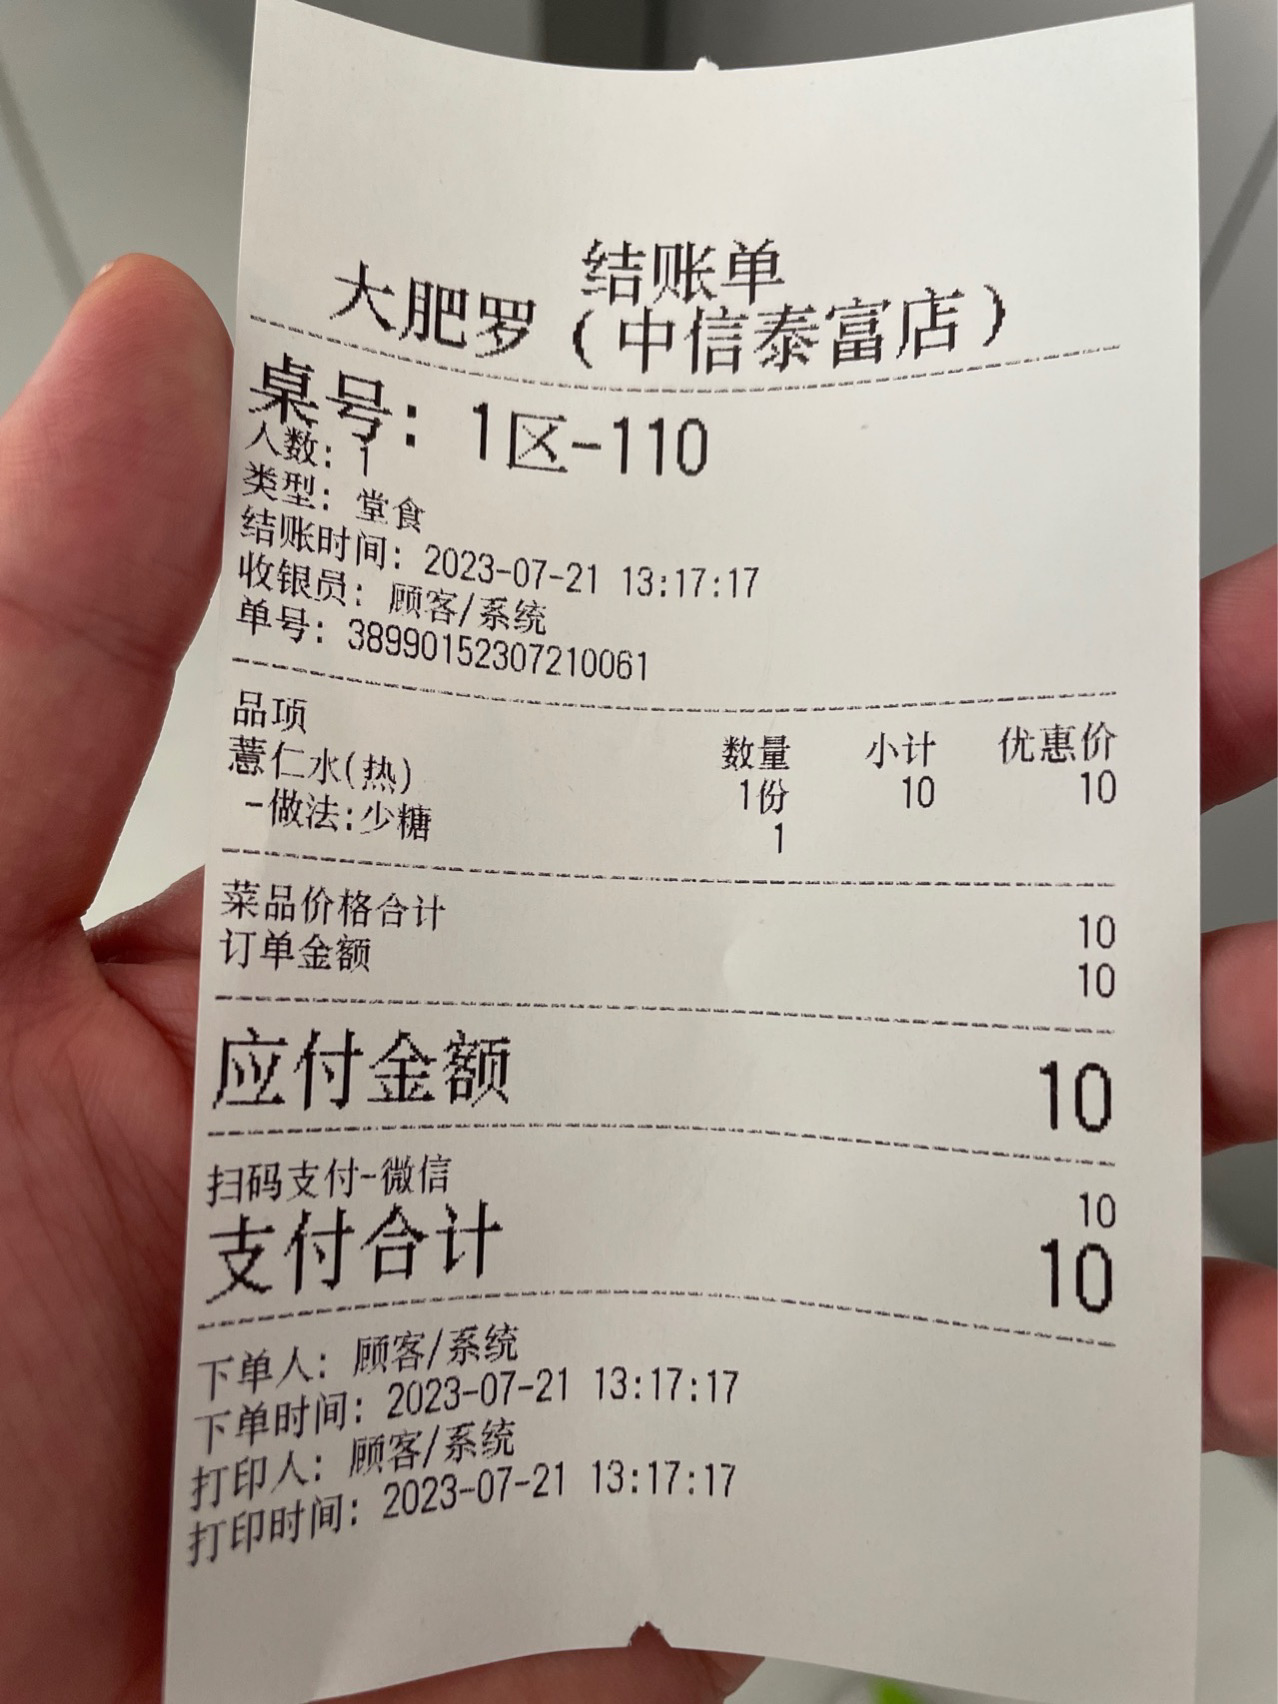 结账单
大肥罗（中信泰富店）
桌号：1区-110
人数：1
类型：堂食
结账时间：2023-07-21 13:17:17
收银员：顾客/系统
单号：38990152307210061
品项 数量 小计 优惠价
薏仁水(热) 1份 10 10
-做法:少糖 1
菜品价格合计 10
订单金额 10
应付金额 10
扫码支付-微信 10
支付合计 10
下单人：顾客/系统
下单时间：2023-07-21 13:17:17
打印人：顾客/系统
打印时间：2023-07-21 13:17:17